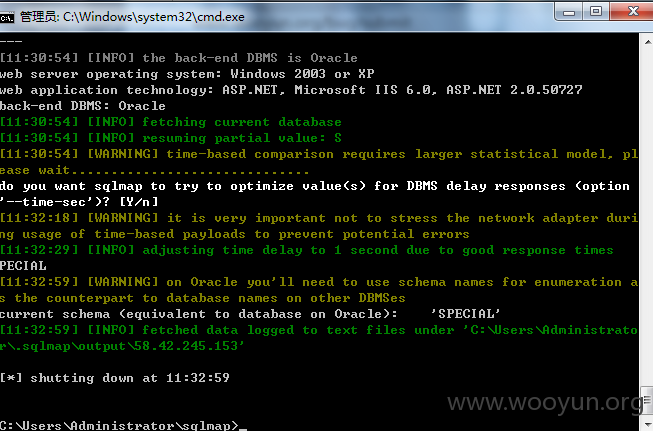 管理员: C:\Windows\system32\cmd.exe
---
[11:30:54] [INFO] the back-end DBMS is Oracle
web server operating system: Windows 2003 or XP
web application technology: ASP.NET, Microsoft IIS 6.0, ASP.NET 2.0.50727
back-end DBMS: Oracle
[11:30:54] [INFO] fetching current database
[11:30:54] [INFO] resuming partial value: S
[11:30:54] [WARNING] time-based comparison requires larger statistical model, pl
ease wait..............................
do you want sqlmap to try to optimize value(s) for DBMS delay responses (option
'--time-sec')? [Y/n]
[11:32:18] [WARNING] it is very important not to stress the network adapter duri
ng usage of time-based payloads to prevent potential errors
[11:32:29] [INFO] adjusting time delay to 1 second due to good response times
SPECIAL
[11:32:59] [WARNING] on Oracle you'll need to use schema names for enumeration a
s the counterpart to database names on other DBMSes
current schema (equivalent to database on Oracle):    'SPECIAL'
[11:32:59] [INFO] fetched data logged to text files under 'C:\Users\Administrato
r\.sqlmap\output\58.42.245.153'
[*] shutting down at 11:32:59
www.wooyun.org
C:\Users\Administrator\sqlmap>_